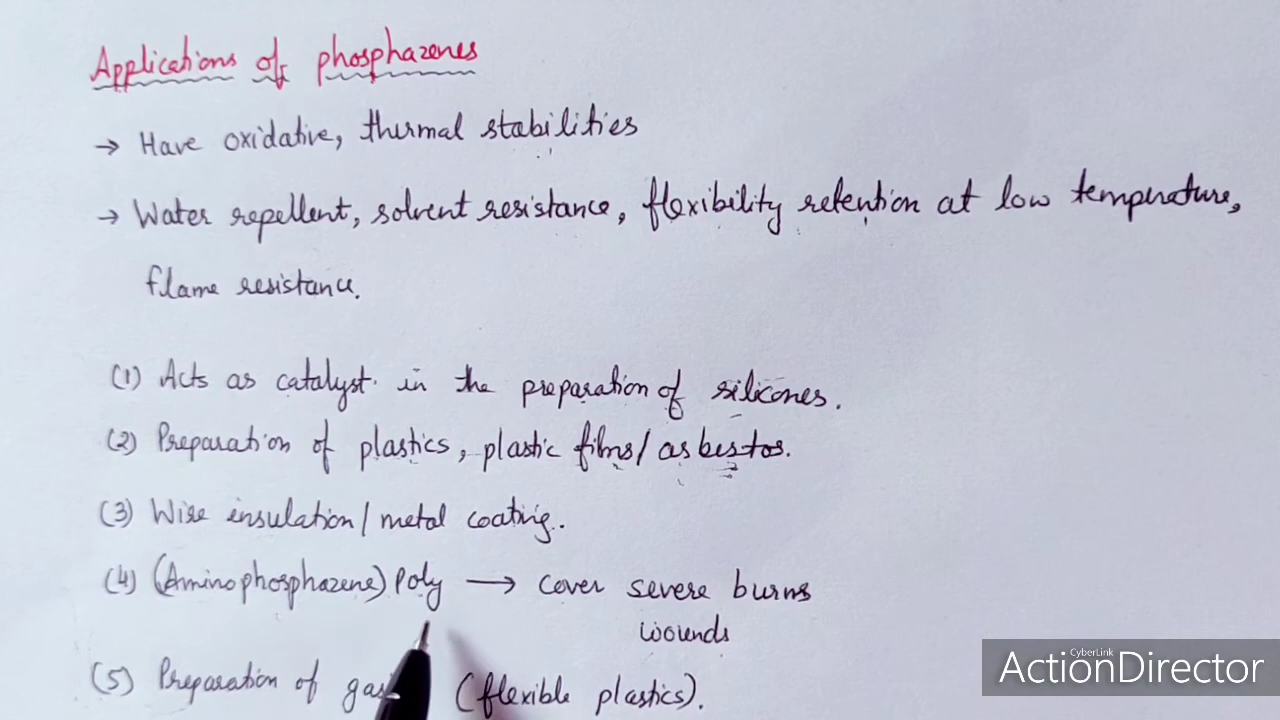 Applications of phosphazenes
→ Have oxidative, thermal stabilities
→ Water repellent, solvent resistance, flexibility retention at low temperature,
flame resistance.
(1) Acts as catalyst in the preparation of silicones.
(2) Preparation of plastics, plastic films/asbestos.
(3) Wire insulation/metal coating.
(4) (Aminophosphazene) Poly → cover severe burns
wounds
(5) Preparation of (flexible plastics).
CyberLink
ActionDirector